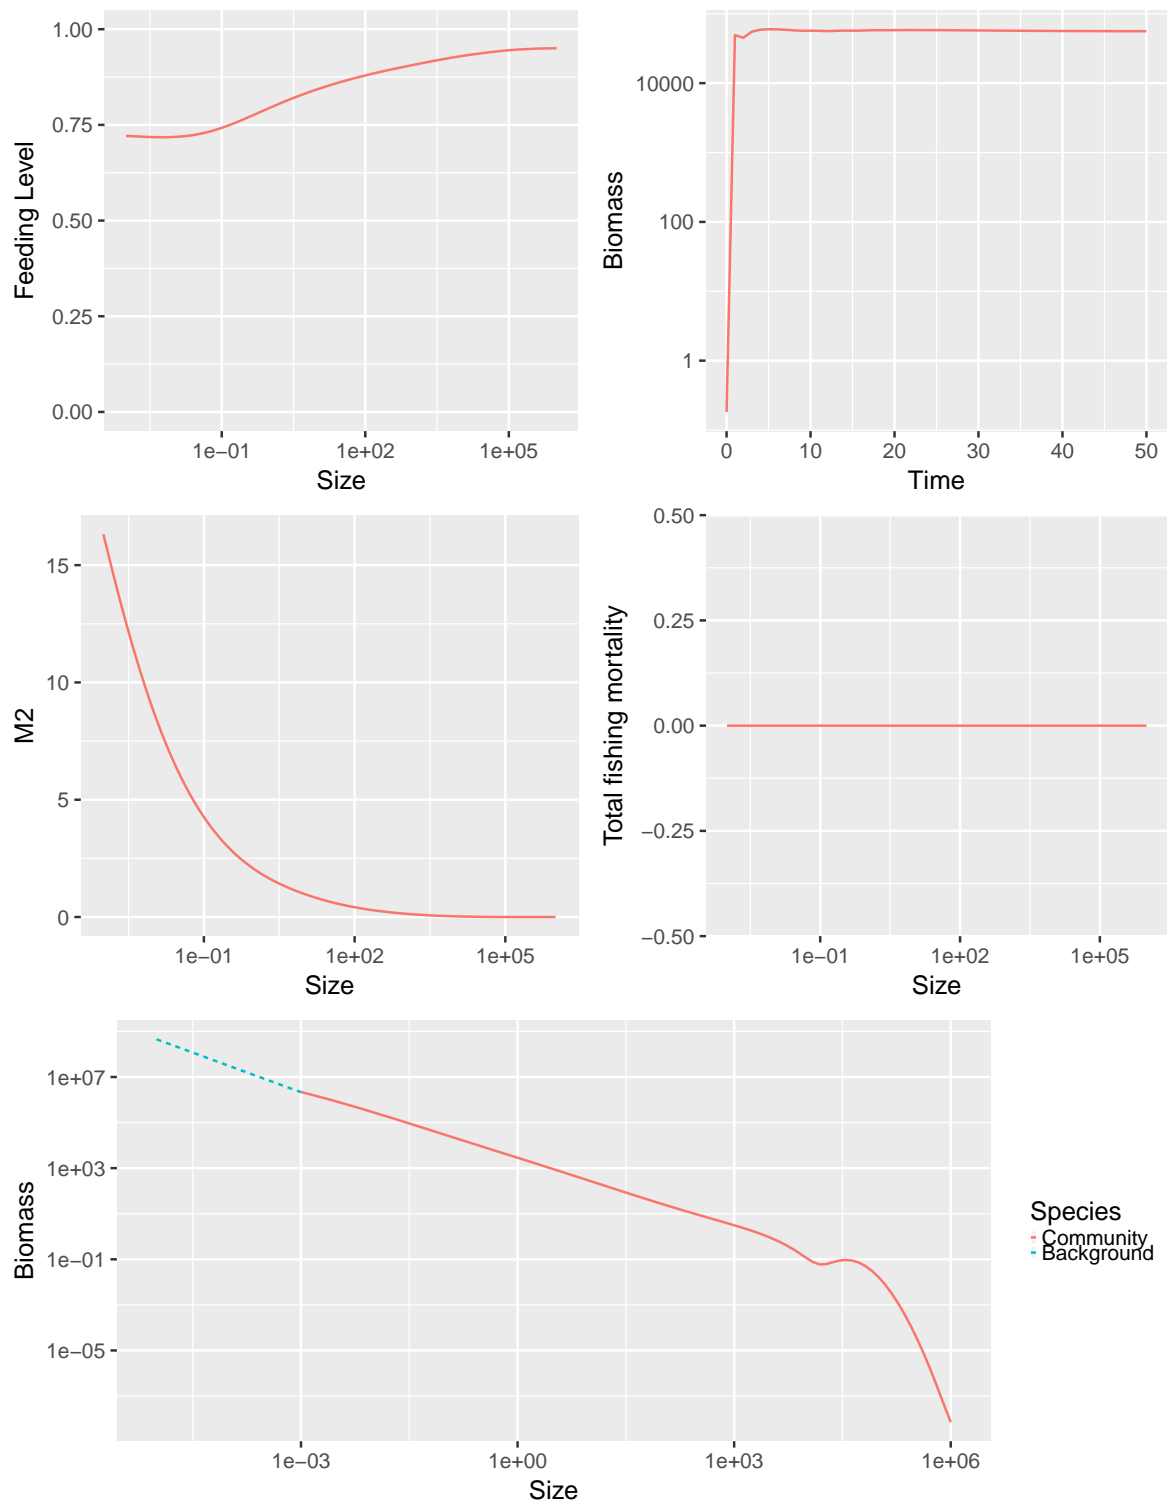 1.00
0.75
0.50
0.25
0.00
Feeding Level
1e−01 1e+02 1e+05
Size
10000
100
1
Biomass
0 10 20 30 40 50
Time
15
10
5
0
M2
1e−01 1e+02 1e+05
Size
0.50
0.25
0.00
−0.25
−0.50
Total fishing mortality
1e−01 1e+02 1e+05
Size
1e+07
1e+03
1e−01
1e−05
Biomass
1e−03 1e+00 1e+03 1e+06
Size
Species
Community
Background